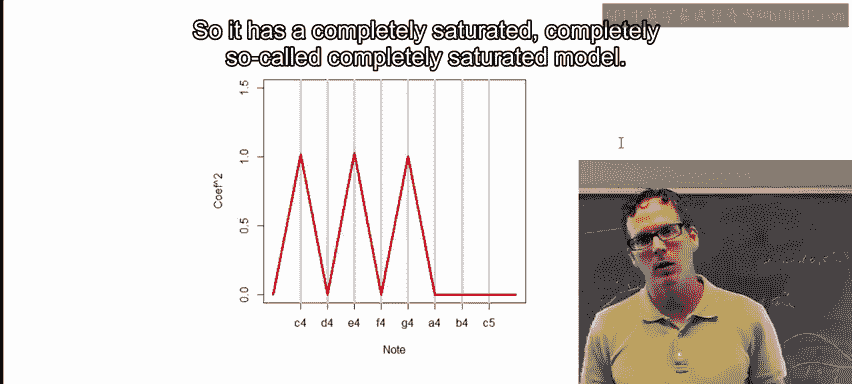 So it has a completely saturated, completely
so-called completely saturated model.
1.5
1.0
0.5
0.0
Coef^2
c4 d4 e4 f4 g4 a4 b4 c5
Note